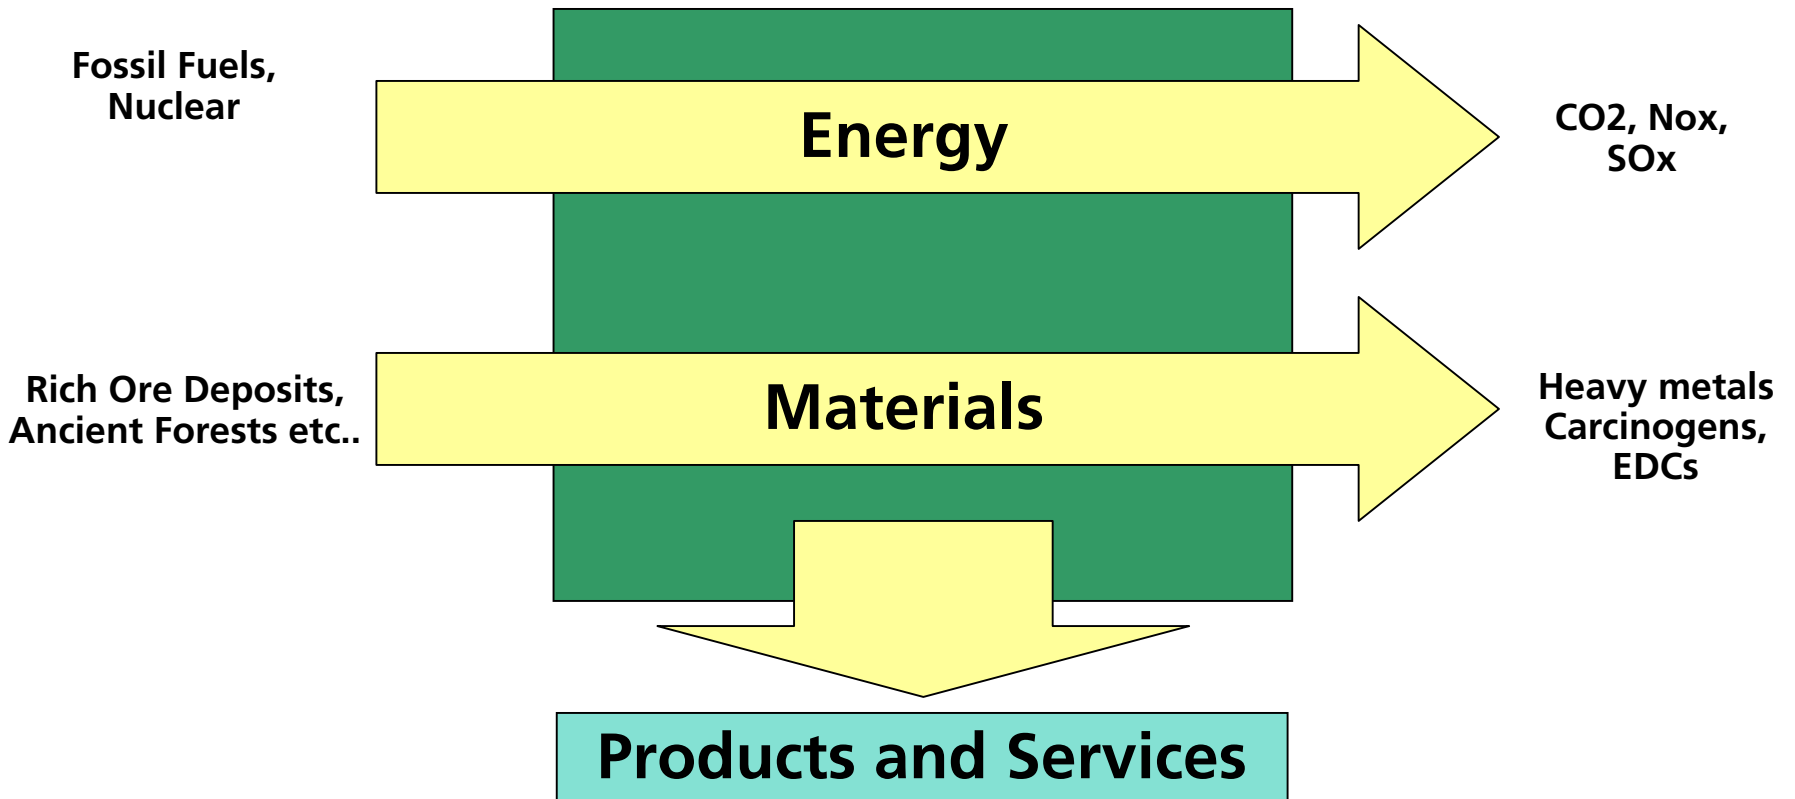 Fossil Fuels,
Nuclear
Energy
CO2, Nox,
SOx
Rich Ore Deposits,
Ancient Forests etc..
Materials
Heavy metals
Carcinogens,
EDCs
Products and Services